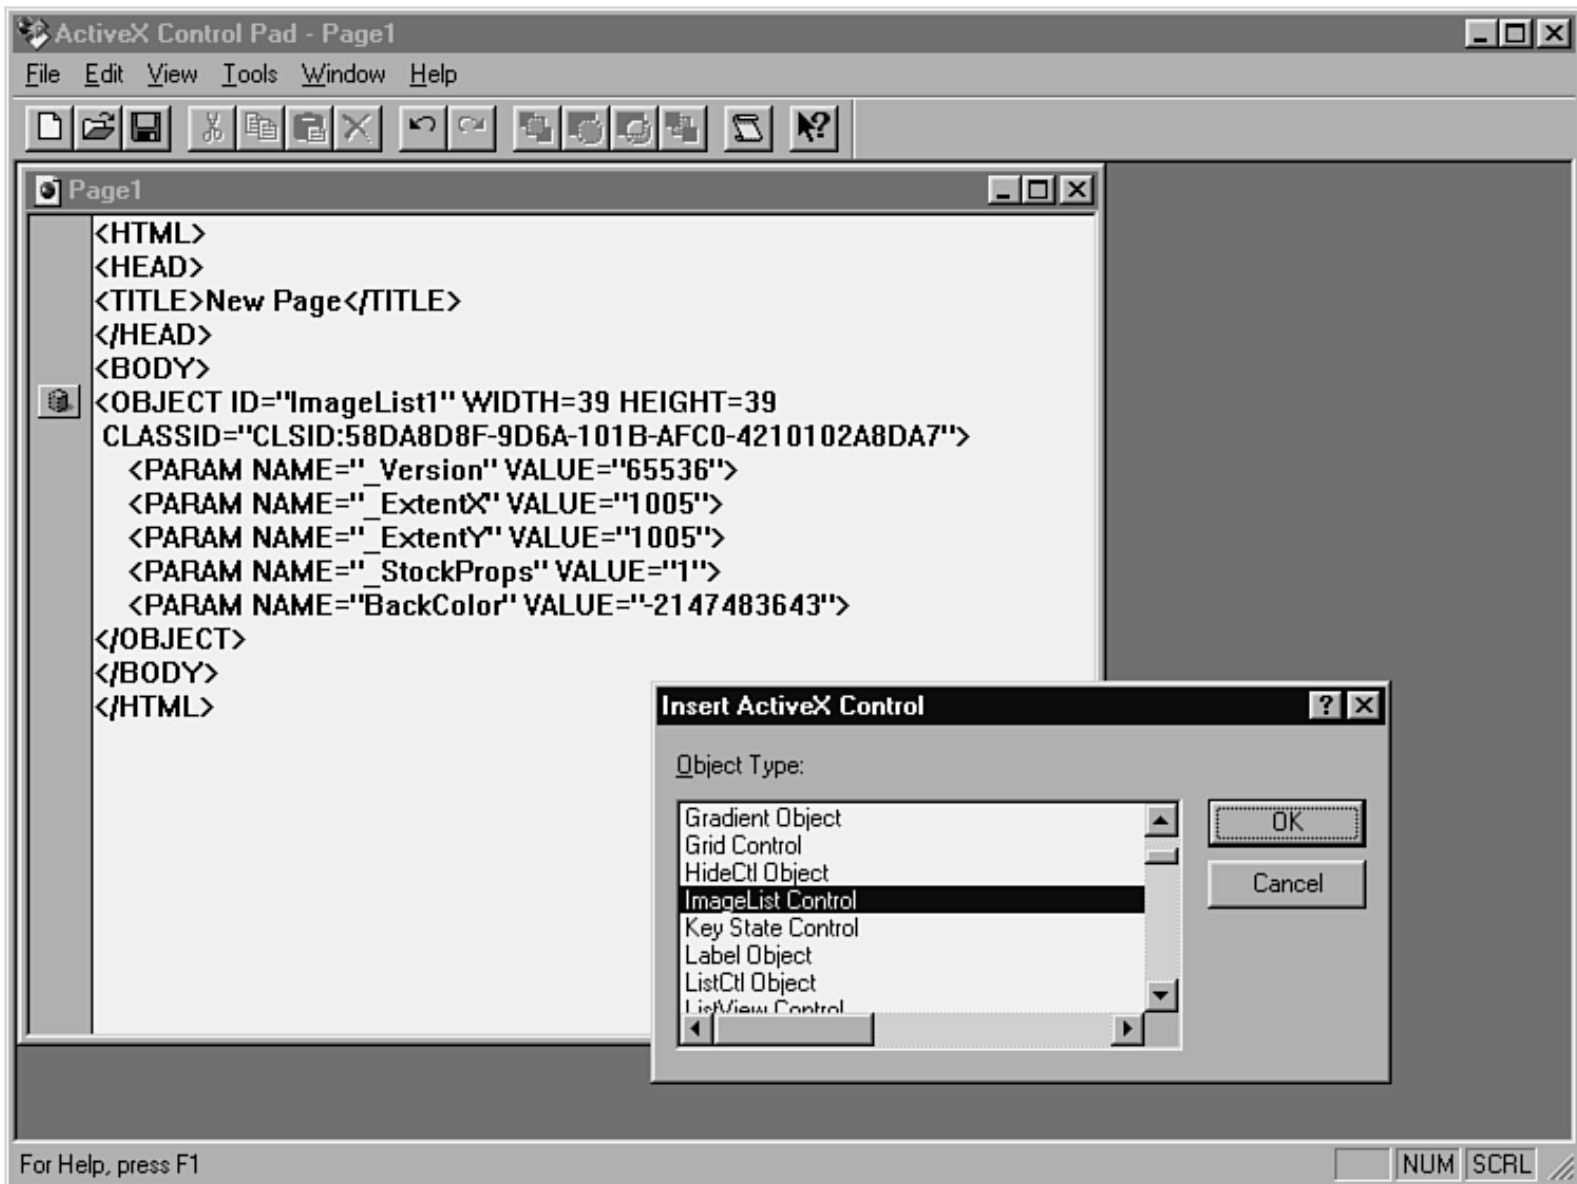 ActiveX Control Pad - Page1
File Edit View Tools Window Help
Page1
<HTML>
<HEAD>
<TITLE>New Page</TITLE>
</HEAD>
<BODY>
<OBJECT ID="ImageList1" WIDTH=39 HEIGHT=39
CLASSID="CLSID:58DA8D8F-9D6A-101B-AFC0-4210102A8DA7">
<PARAM NAME="_Version" VALUE="65536">
<PARAM NAME="_ExtentX" VALUE="1005">
<PARAM NAME="_ExtentY" VALUE="1005">
<PARAM NAME="_StockProps" VALUE="1">
<PARAM NAME="BackColor" VALUE="-2147483643">
</OBJECT>
</BODY>
</HTML>
Insert ActiveX Control
Object Type:
Gradient Object
Grid Control
HideCtl Object
ImageList Control
Key State Control
Label Object
ListCtl Object
ListView Control
OK
Cancel
For Help, press F1
NUM SCRL